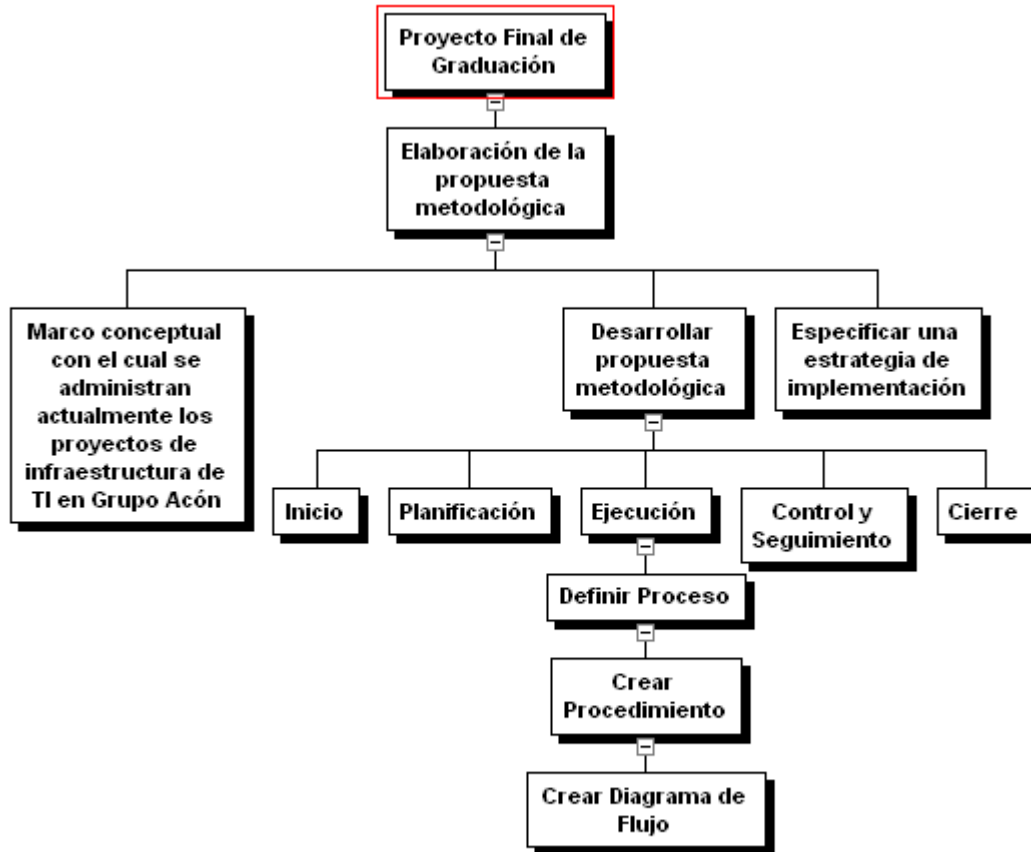 Proyecto Final de
Graduación
Elaboración de la
propuesta
metodológica
Marco conceptual
con el cual se
administran
actualmente los
proyectos de
infraestructura de
TI en Grupo Acón
Desarrollar
propuesta
metodológica
Especificar una
estrategia de
implementación
Inicio
Planificación
Ejecución
Control y
Seguimiento
Cierre
Definir Proceso
Crear
Procedimiento
Crear Diagrama de
Flujo